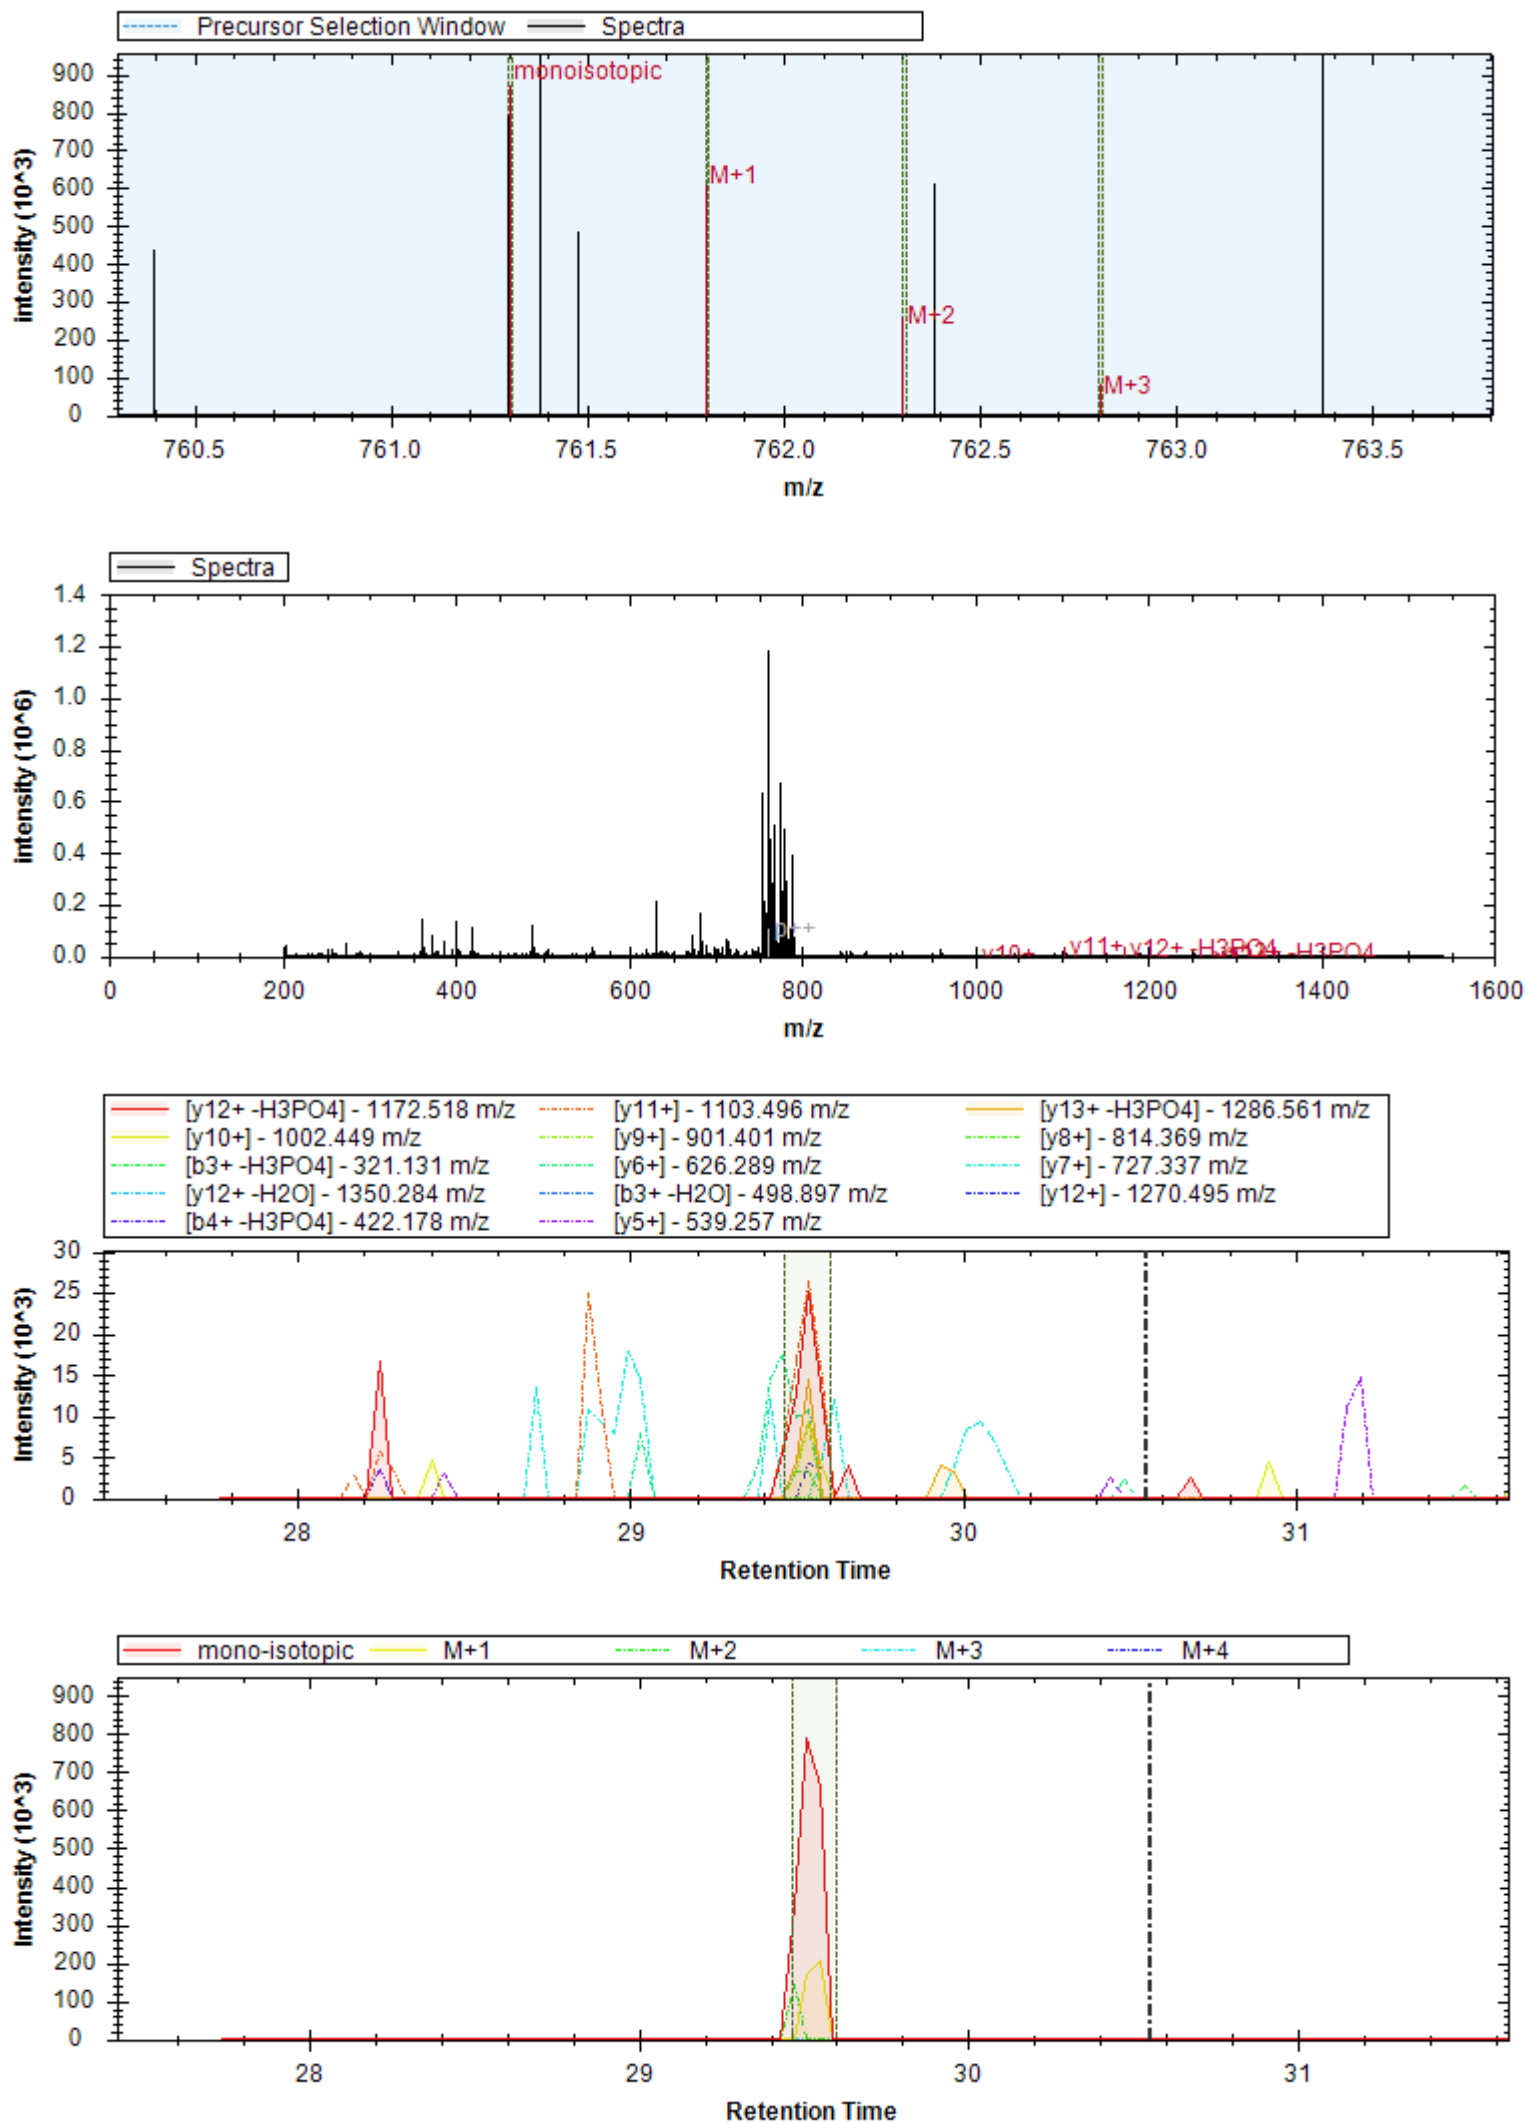 Precursor Selection Window Spectra
900
800
700
600
500
400
300
200
100
0
intensity (10^3)
monoisotopic
M+1
M+2
M+3
760.5 761.0 761.5 762.0 762.5 763.0 763.5
m/z
Spectra
1.4
1.2
1.0
0.8
0.6
0.4
0.2
0.0
intensity (10^6)
p++
y10+ y11+ y12+ -H3PO4 -H3PO4
0 200 400 600 800 1000 1200 1400 1600
m/z
[y12+ -H3PO4] - 1172.518 m/z [y11+] - 1103.496 m/z [y13+ -H3PO4] - 1286.561 m/z
[y10+] - 1002.449 m/z [y9+] - 901.401 m/z [y8+] - 814.369 m/z
[b3+ -H3PO4] - 321.131 m/z [y6+] - 626.289 m/z [y7+] - 727.337 m/z
[y12+ -H2O] - 1350.284 m/z [b3+ -H2O] - 498.897 m/z [y12+] - 1270.495 m/z
[b4+ -H3PO4] - 422.178 m/z [y5+] - 539.257 m/z
30
25
20
15
10
5
0
Intensity (10^3)
28 29 30 31
Retention Time
mono-isotopic M+1 M+2 M+3 M+4
900
800
700
600
500
400
300
200
100
0
Intensity (10^3)
28 29 30 31
Retention Time